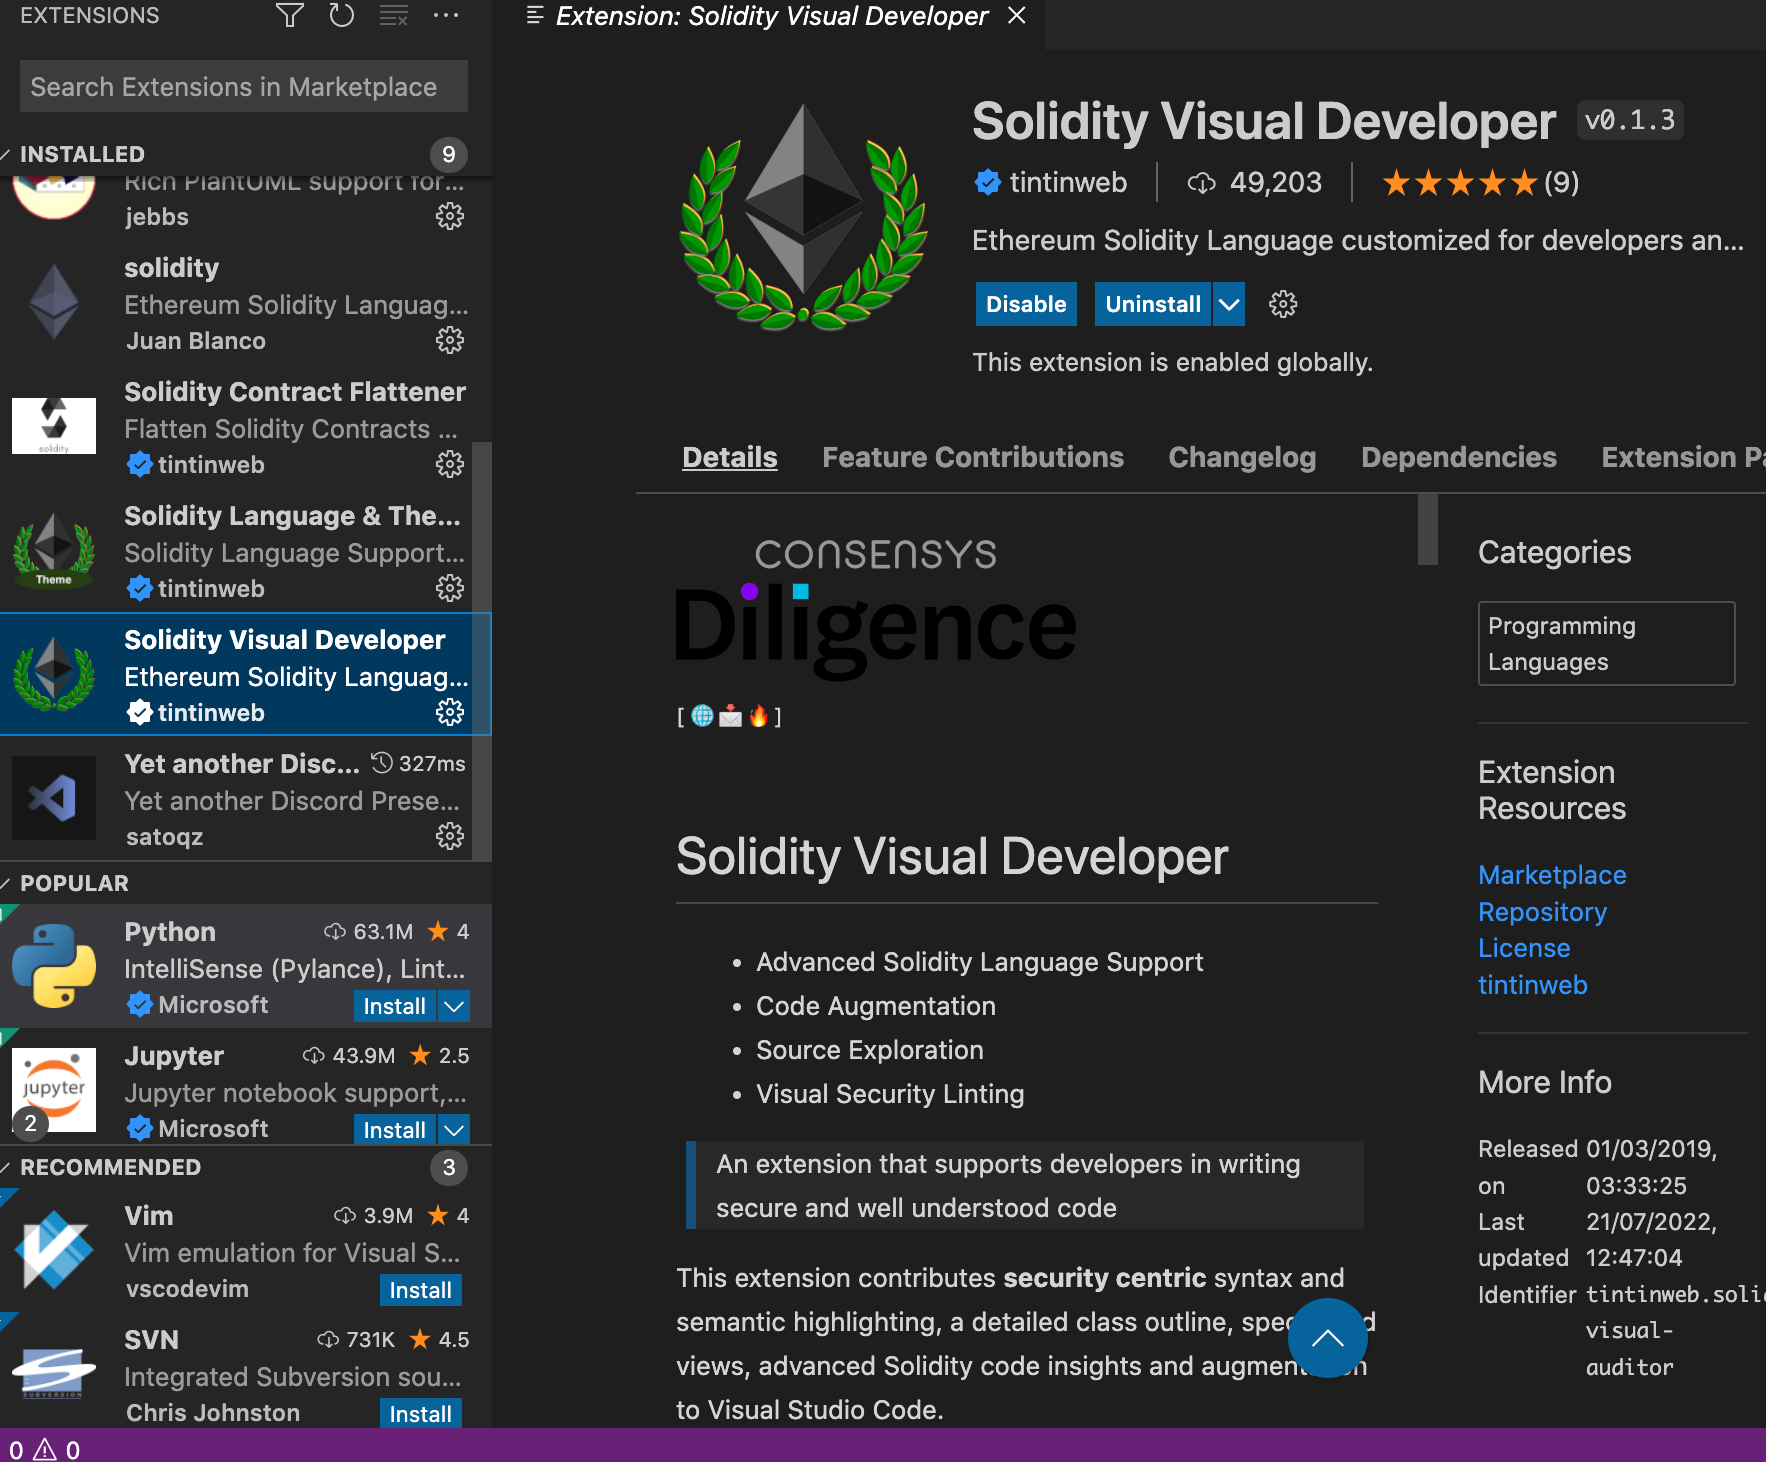 EXTENSIONS
Search Extensions in Marketplace
INSTALLED 9
Rich PlantUML support for...
jebbs
solidity
Ethereum Solidity Languag...
Juan Blanco
solidity
Solidity Contract Flattener
Flatten Solidity Contracts ...
tintinweb
Theme
Solidity Language & The...
Solidity Language Support...
tintinweb
Solidity Visual Developer
Ethereum Solidity Languag...
tintinweb
Yet another Disc... 327ms
Yet another Discord Prese...
satoqz
POPULAR
Python 63.1M ★ 4
IntelliSense (Pylance), Lint...
Microsoft Install
jupyter
2
Jupyter 43.9M ★ 2.5
Jupyter notebook support,...
Microsoft Install
RECOMMENDED 3
Vim 3.9M ★ 4
Vim emulation for Visual S...
vscodevim Install
SUBVERSION
SVN 731K ★ 4.5
Integrated Subversion sou...
Chris Johnston Install
0 ⚠ 0
Extension: Solidity Visual Developer
Solidity Visual Developer v0.1.3
tintinweb 49,203 ★★★★★ (9)
Ethereum Solidity Language customized for developers an...
Disable Uninstall
This extension is enabled globally.
Details Feature Contributions Changelog Dependencies Extension Pa
CONSENSYS
Diligence
[🌐📩🔥]
Solidity Visual Developer
• Advanced Solidity Language Support
• Code Augmentation
• Source Exploration
• Visual Security Linting
An extension that supports developers in writing
secure and well understood code
This extension contributes security centric syntax and
semantic highlighting, a detailed class outline,
views, advanced Solidity code insights and
to Visual Studio Code.
Categories
Programming
Languages
Extension
Resources
Marketplace
Repository
License
tintinweb
More Info
Released 01/03/2019,
on 03:33:25
Last 21/07/2022,
updated 12:47:04
Identifier tintinweb.soli
visual-
auditor